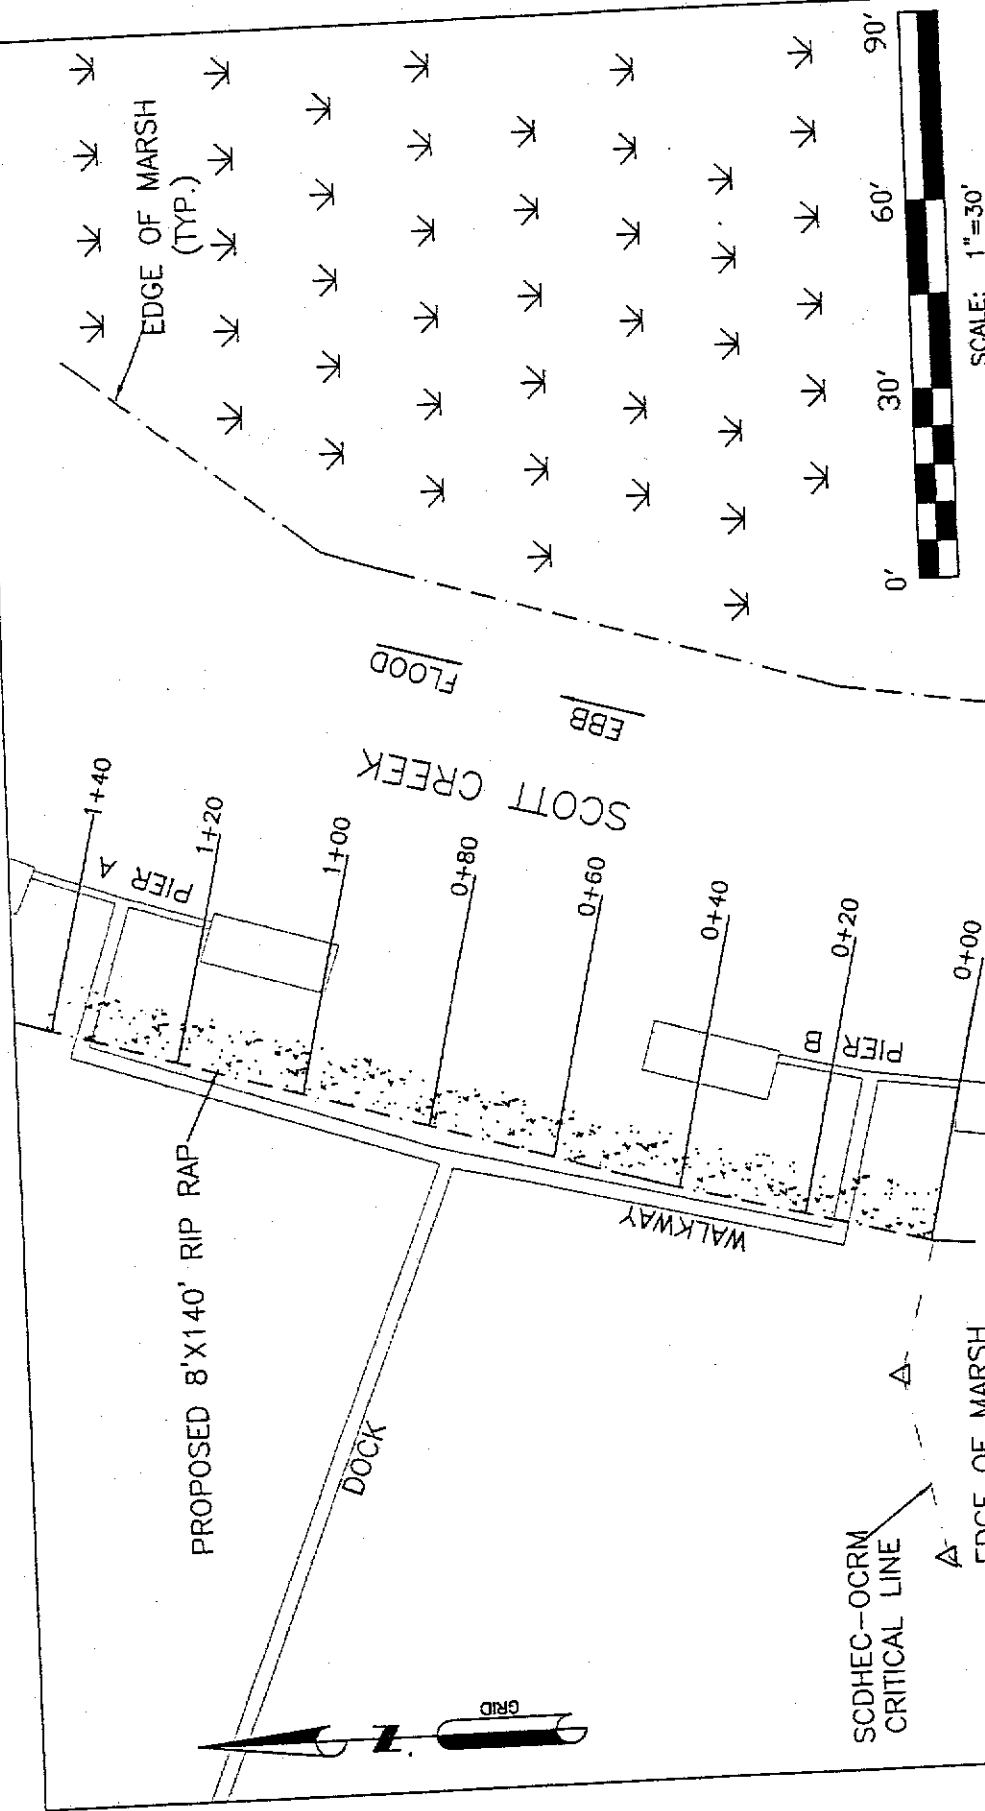 EDGE OF MARSH
(TYP.)
90'
60'
30'
0'
SCALE: 1"=30'
FLOOD
EBB
SCOTT CREEK
1+40
1+20
1+00
0+80
0+60
0+40
0+20
0+00
PIER A
PIER B
PROPOSED 8'X140' RIP RAP
WALKWAY
DOCK
SCDHEC-OCRM
CRITICAL LINE
EDGE OF MARSH
N
GRID